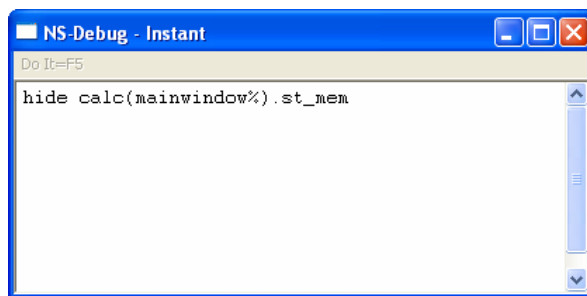 NS-Debug - Instant
Do It=F5
hide calc(mainwindow%).st_mem